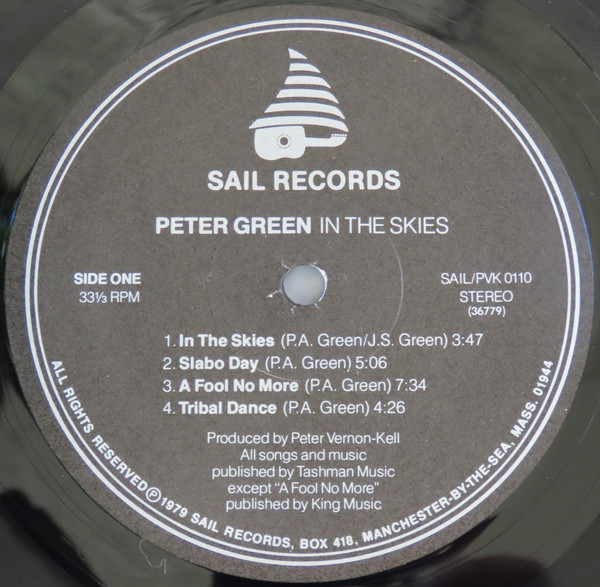 SAIL RECORDS
PETER GREEN IN THE SKIES
SIDE ONE
33⅓ RPM
SAIL/PVK 0110
STEREO
(36779)
1. In The Skies (P.A. Green/J.S. Green) 3:47
2. Slabo Day (P.A. Green) 5:06
3. A Fool No More (P.A. Green) 7:34
4. Tribal Dance (P.A. Green) 4:26
Produced by Peter Vernon-Kell
All songs and music
published by Tashman Music
except "A Fool No More"
published by King Music
ALL RIGHTS RESERVED Ⓟ 1979 SAIL RECORDS, BOX 418, MANCHESTER-BY-THE-SEA, MASS. 01944